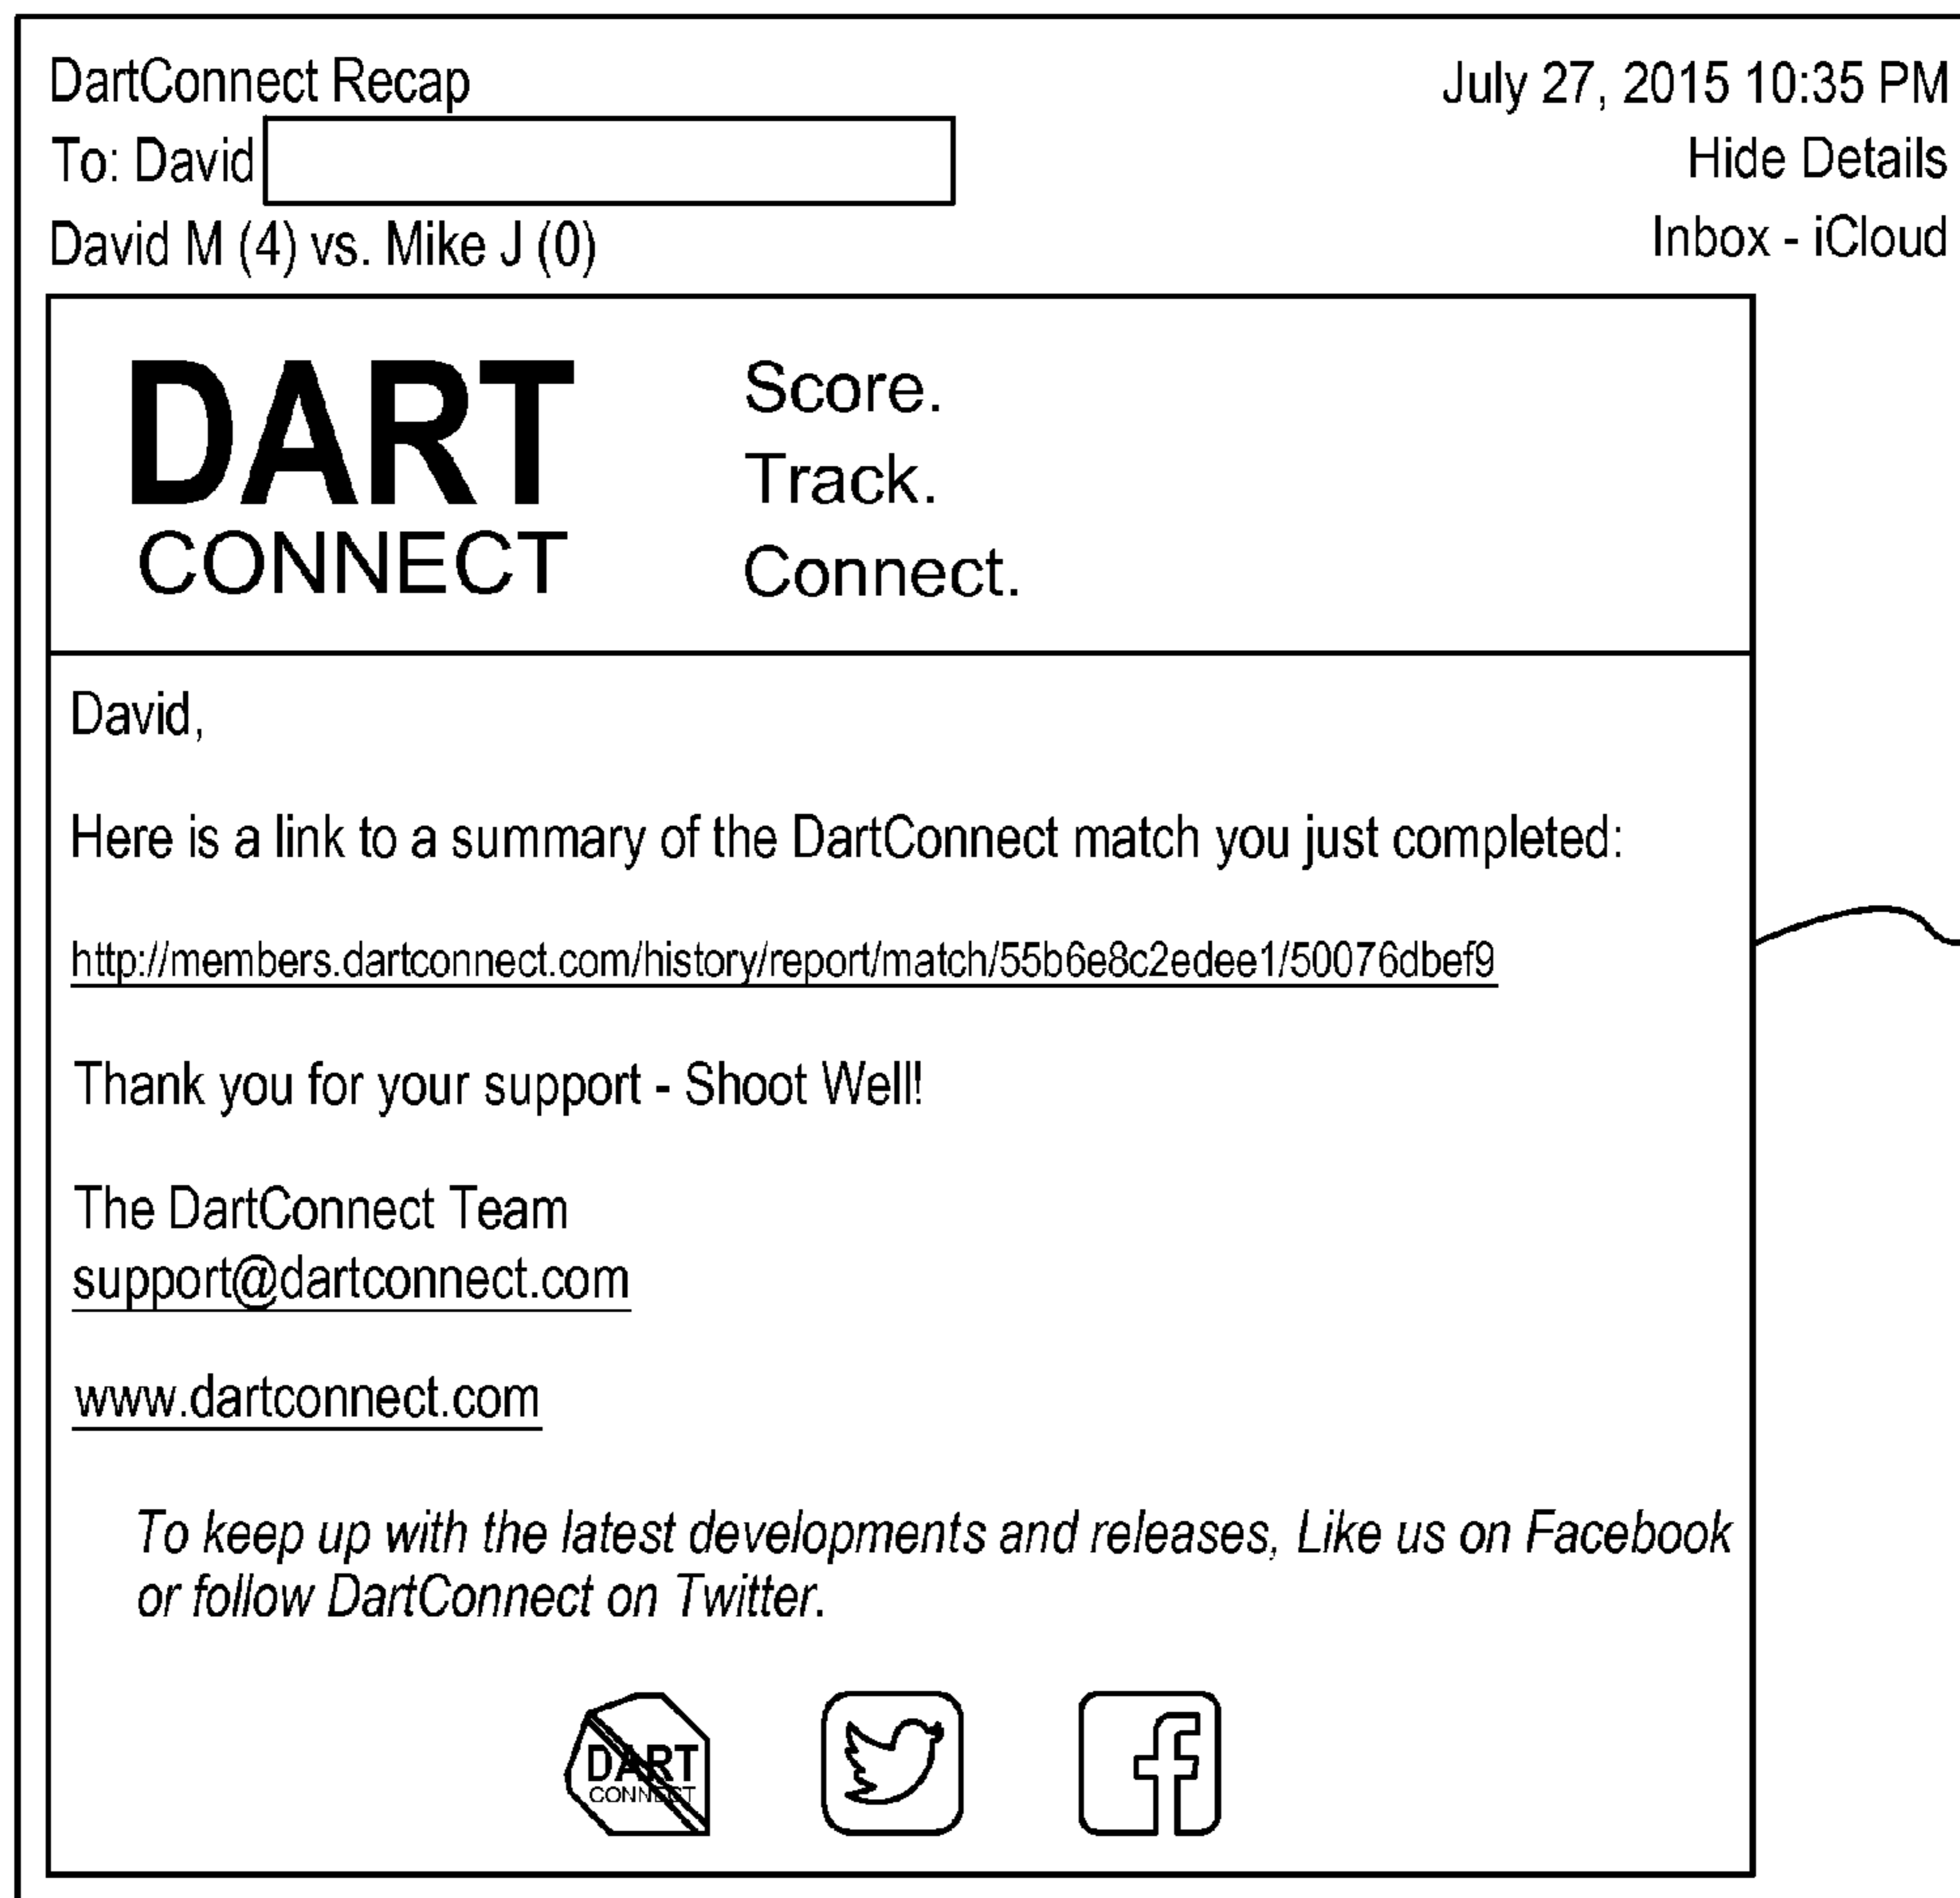 DartConnect Recap
July 27, 2015 10:35 PM
To: David
Hide Details
David M (4) vs. Mike J (0)
Inbox - iCloud
DART
CONNECT
Score.
Track.
Connect.
David,
Here is a link to a summary of the DartConnect match you just completed:
http://members.dartconnect.com/history/report/match/55b6e8c2edee1/50076dbef9
Thank you for your support - Shoot Well!
The DartConnect Team
support@dartconnect.com
www.dartconnect.com
To keep up with the latest developments and releases, Like us on Facebook
or follow DartConnect on Twitter.
DART
CONNECT